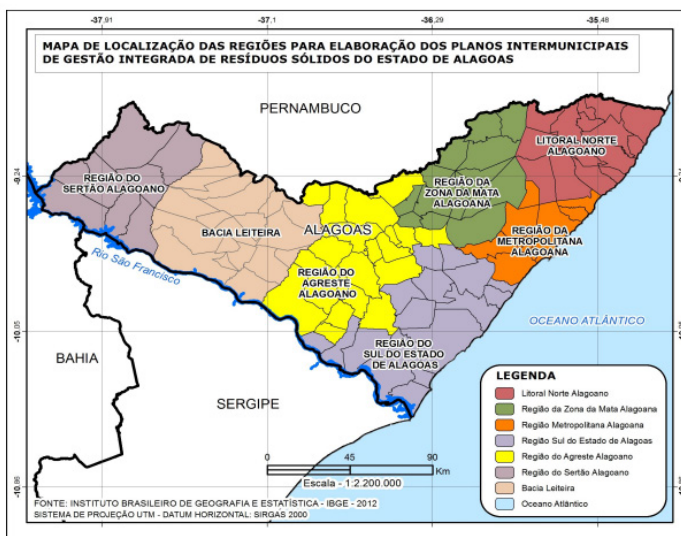 -37,91 -37,1 -36,29 -35,48
MAPA DE LOCALIZAÇÃO DAS REGIÕES PARA ELABORAÇÃO DOS PLANOS INTERMUNICIPAIS
DE GESTÃO INTEGRADA DE RESÍDUOS SÓLIDOS DO ESTADO DE ALAGOAS
PERNAMBUCO
LITORAL NORTE
ALAGOANO
-9,24
REGIÃO DO
SERTÃO ALAGOANO
REGIÃO DA
ZONA DA MATA
ALAGOANA
BACIA LEITEIRA
ALAGOAS
REGIÃO DA
METROPOLITANA
ALAGOANA
Rio São Francisco
REGIÃO DO
AGRESTE
ALAGOANO
OCEANO ATLÂNTICO
REGIÃO DO
SUL DO ESTADO
DE ALAGOAS
BAHIA
SERGIPE
LEGENDA
Litoral Norte Alagoano
Região da Zona da Mata Alagoana
Região Metropolitana Alagoana
Região Sul do Estado de Alagoas
Região do Agreste Alagoano
Região do Sertão Alagoano
Bacia Leiteira
Oceano Atlântico
0 45 90
Km
Escala - 1:2.200.000
FONTE: INSTITUTO BRASILEIRO DE GEOGRAFIA E ESTATÍSTICA - IBGE - 2012
SISTEMA DE PROJEÇÃO UTM - DATUM HORIZONTAL: SIRGAS 2000